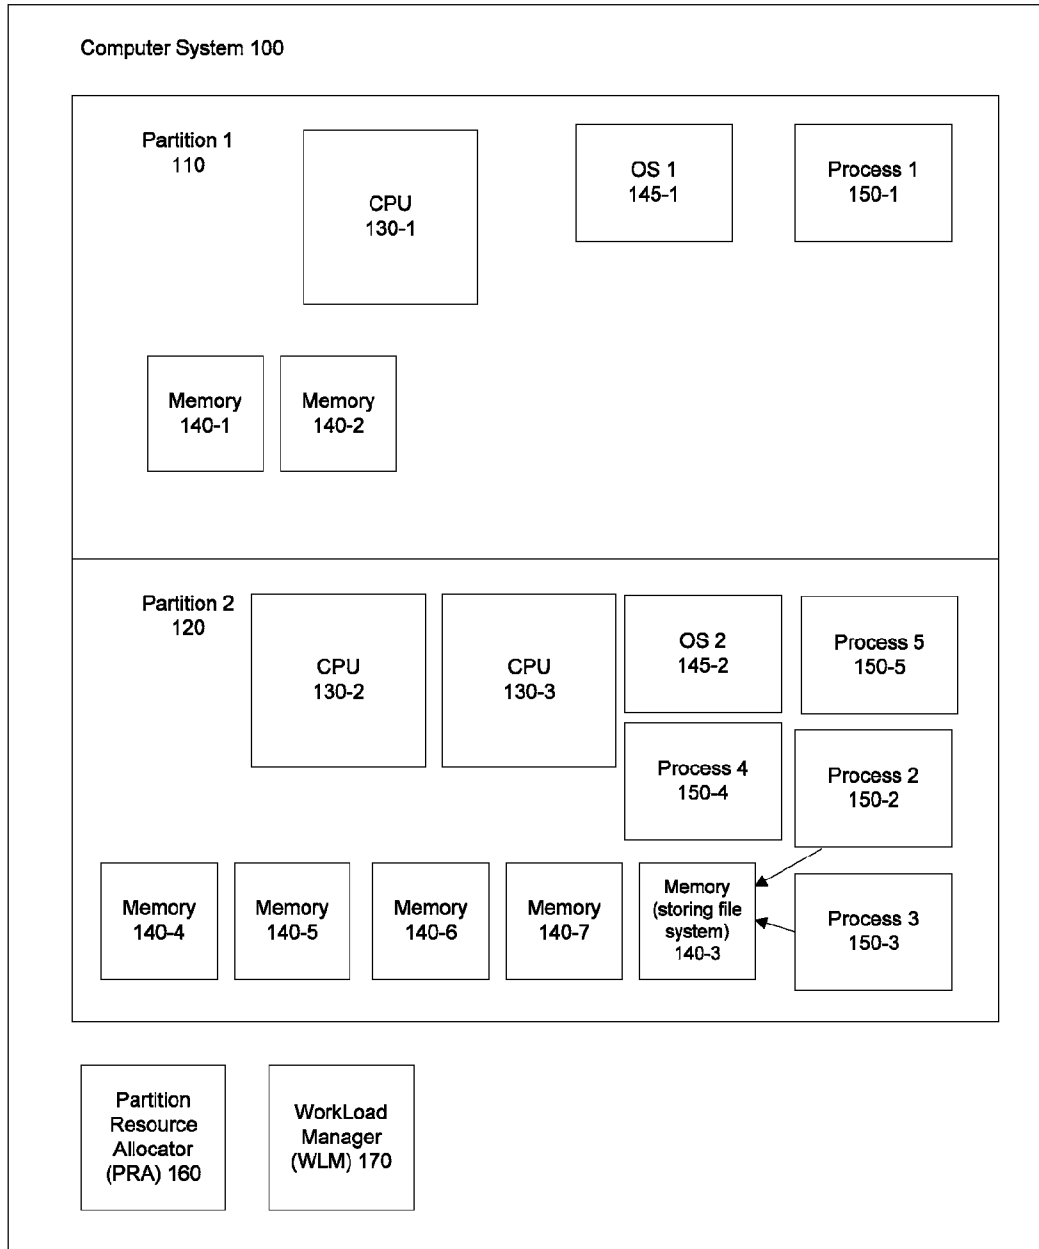 Computer System 100
Partition 1
110
CPU
130-1
OS 1
145-1
Process 1
150-1
Memory
140-1
Memory
140-2
Partition 2
120
CPU
130-2
CPU
130-3
OS 2
145-2
Process 5
150-5
Process 4
150-4
Process 2
150-2
Memory
140-4
Memory
140-5
Memory
140-6
Memory
140-7
Memory
(storing file
system)
140-3
Process 3
150-3
Partition
Resource
Allocator
(PRA) 160
WorkLoad
Manager
(WLM) 170